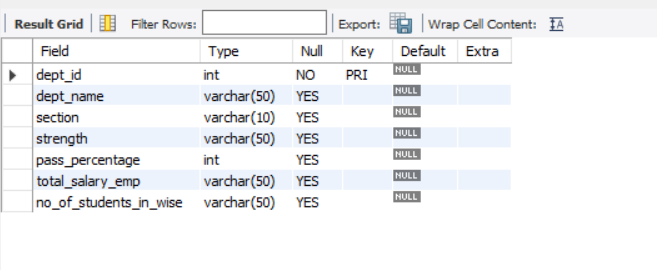 Result Grid Filter Rows: Export: Wrap Cell Content: IA
Field Type Null Key Default Extra
dept_id int NO PRI NULL
dept_name varchar(50) YES NULL
section varchar(10) YES NULL
strength varchar(50) YES NULL
pass_percentage int YES NULL
total_salary_emp varchar(50) YES NULL
no_of_students_in_wise varchar(50) YES NULL